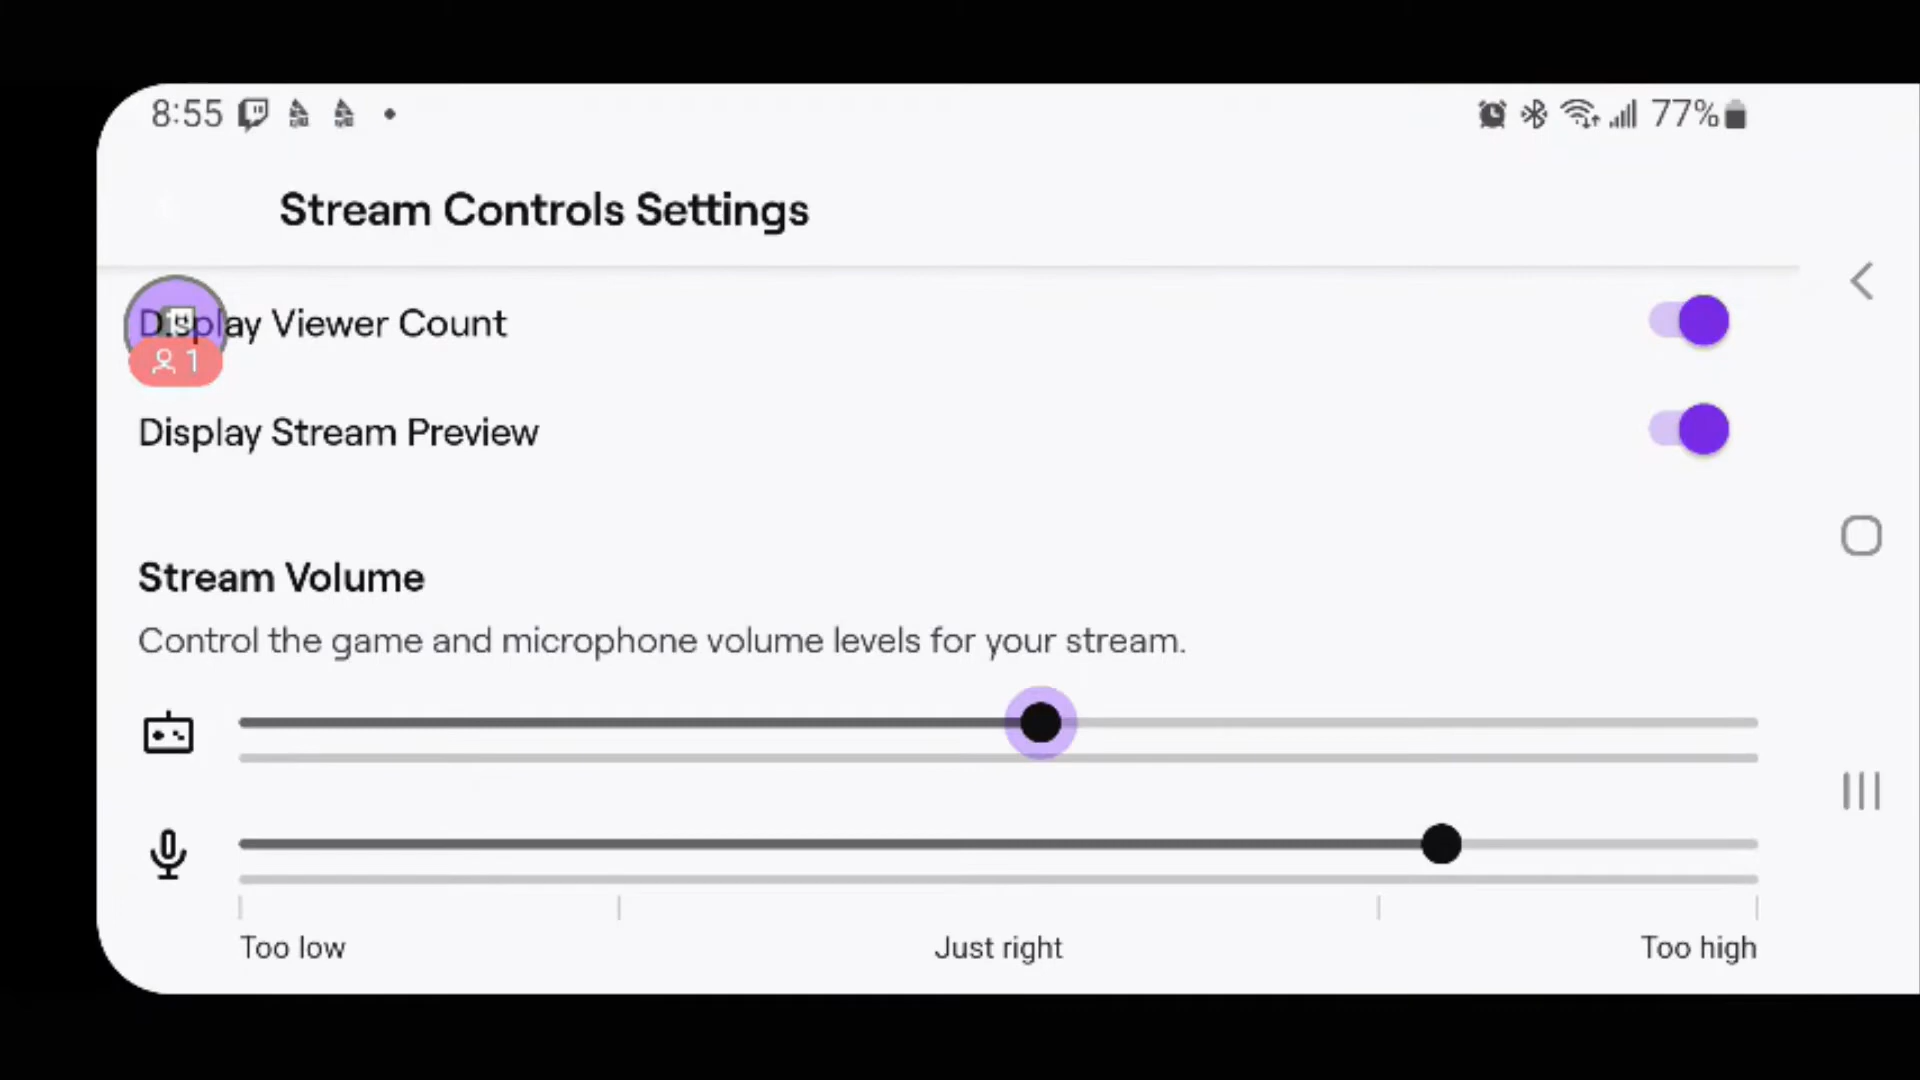 8:55
77%
Stream Controls Settings
Display Viewer Count
1
Display Stream Preview
Stream Volume
Control the game and microphone volume levels for your stream.
Too low
Just right
Too high